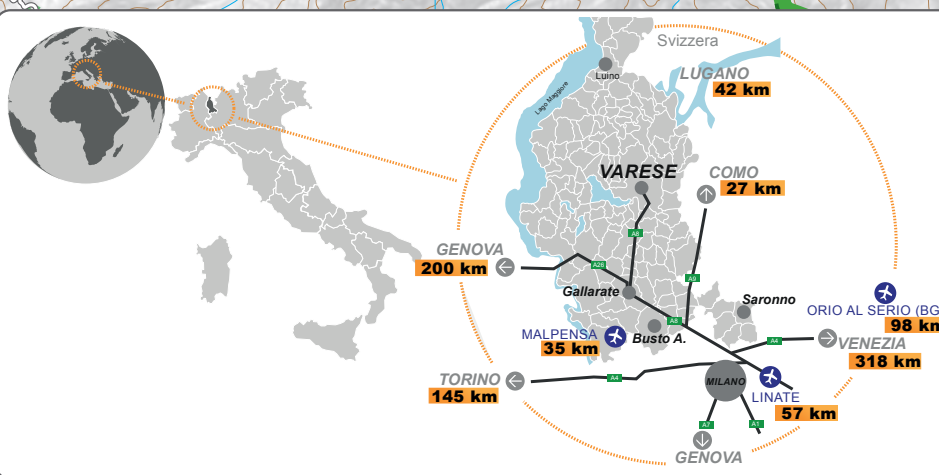 Svizzera
Luino
Lago Maggiore
LUGANO
42 km
VARESE
COMO
27 km
GENOVA
200 km
A8
A26
A9
Gallarate
A8
Saronno
Busto A.
MALPENSA
35 km
ORIO AL SERIO (BG
98 km
A4
VENEZIA
318 km
TORINO
145 km
A4
MILANO
LINATE
57 km
A7
A1
GENOVA